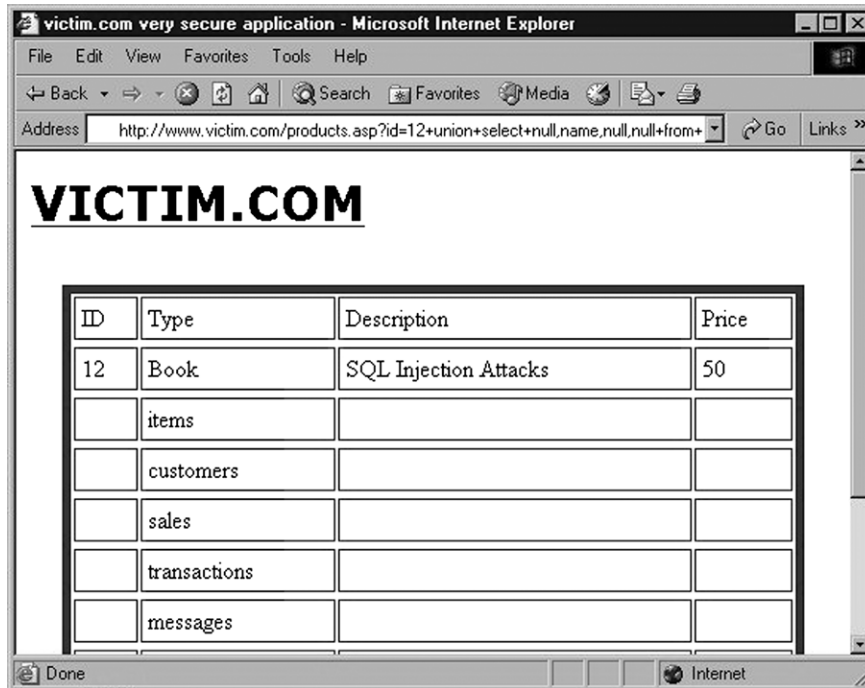 victim.com very secure application - Microsoft Internet Explorer
File Edit View Favorites Tools Help
Back Search Favorites Media
Address http://www.victim.com/products.asp?id=12+union+select+null,name,null,null+from+ Go Links »
VICTIM.COM
ID Type Description Price
12 Book SQL Injection Attacks 50
items
customers
sales
transactions
messages
Done Internet